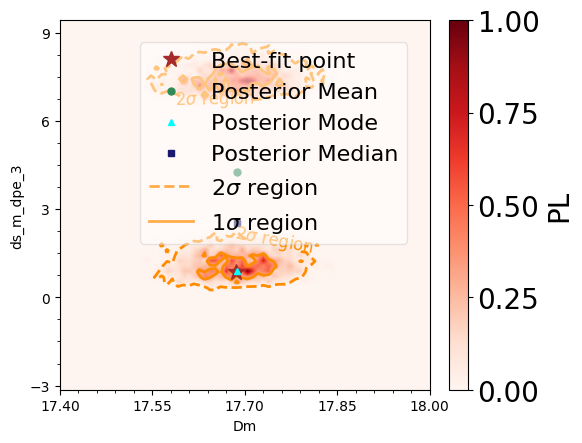 9
6
3
0
−3
ds_m_dpe_3
17.40
17.55
17.70
17.85
18.00
Dm
Best-fit point
Posterior Mean
Posterior Mode
Posterior Median
2σ region
1σ region
2σ region
2σ region
1.00
0.75
0.50
0.25
0.00
PL